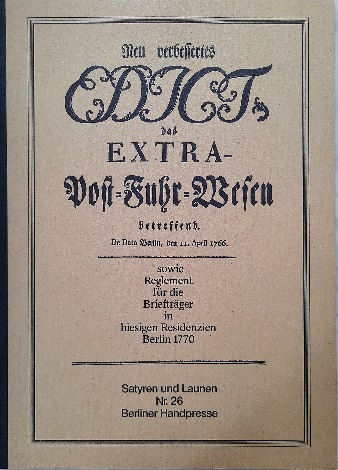 Neu verbessertes
EDICT,
das
EXTRA-
Post-Fuhr-Wesen
betreffend.
De Dato Berlin, den 11. April 1766.
sowie
Reglement
für die
Briefträger
in
hiesigen Residenzien
Berlin 1770
Satyren und Launen
Nr. 26
Berliner Handpresse